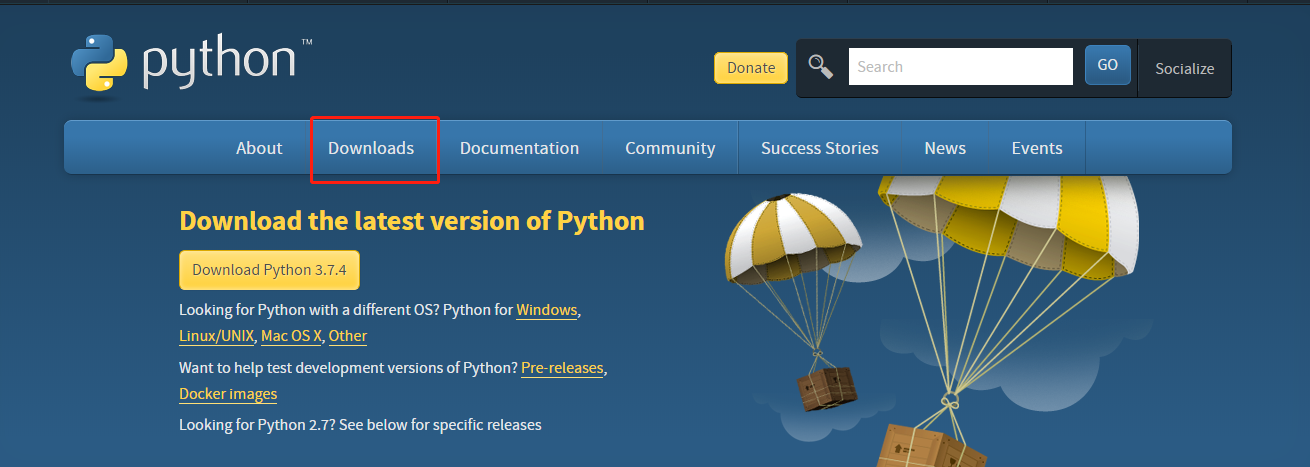 python™
Donate
Search
GO
Socialize
About Downloads Documentation Community Success Stories News Events
Download the latest version of Python
Download Python 3.7.4
Looking for Python with a different OS? Python for Windows,
Linux/UNIX, Mac OS X, Other
Want to help test development versions of Python? Pre-releases,
Docker images
Looking for Python 2.7? See below for specific releases